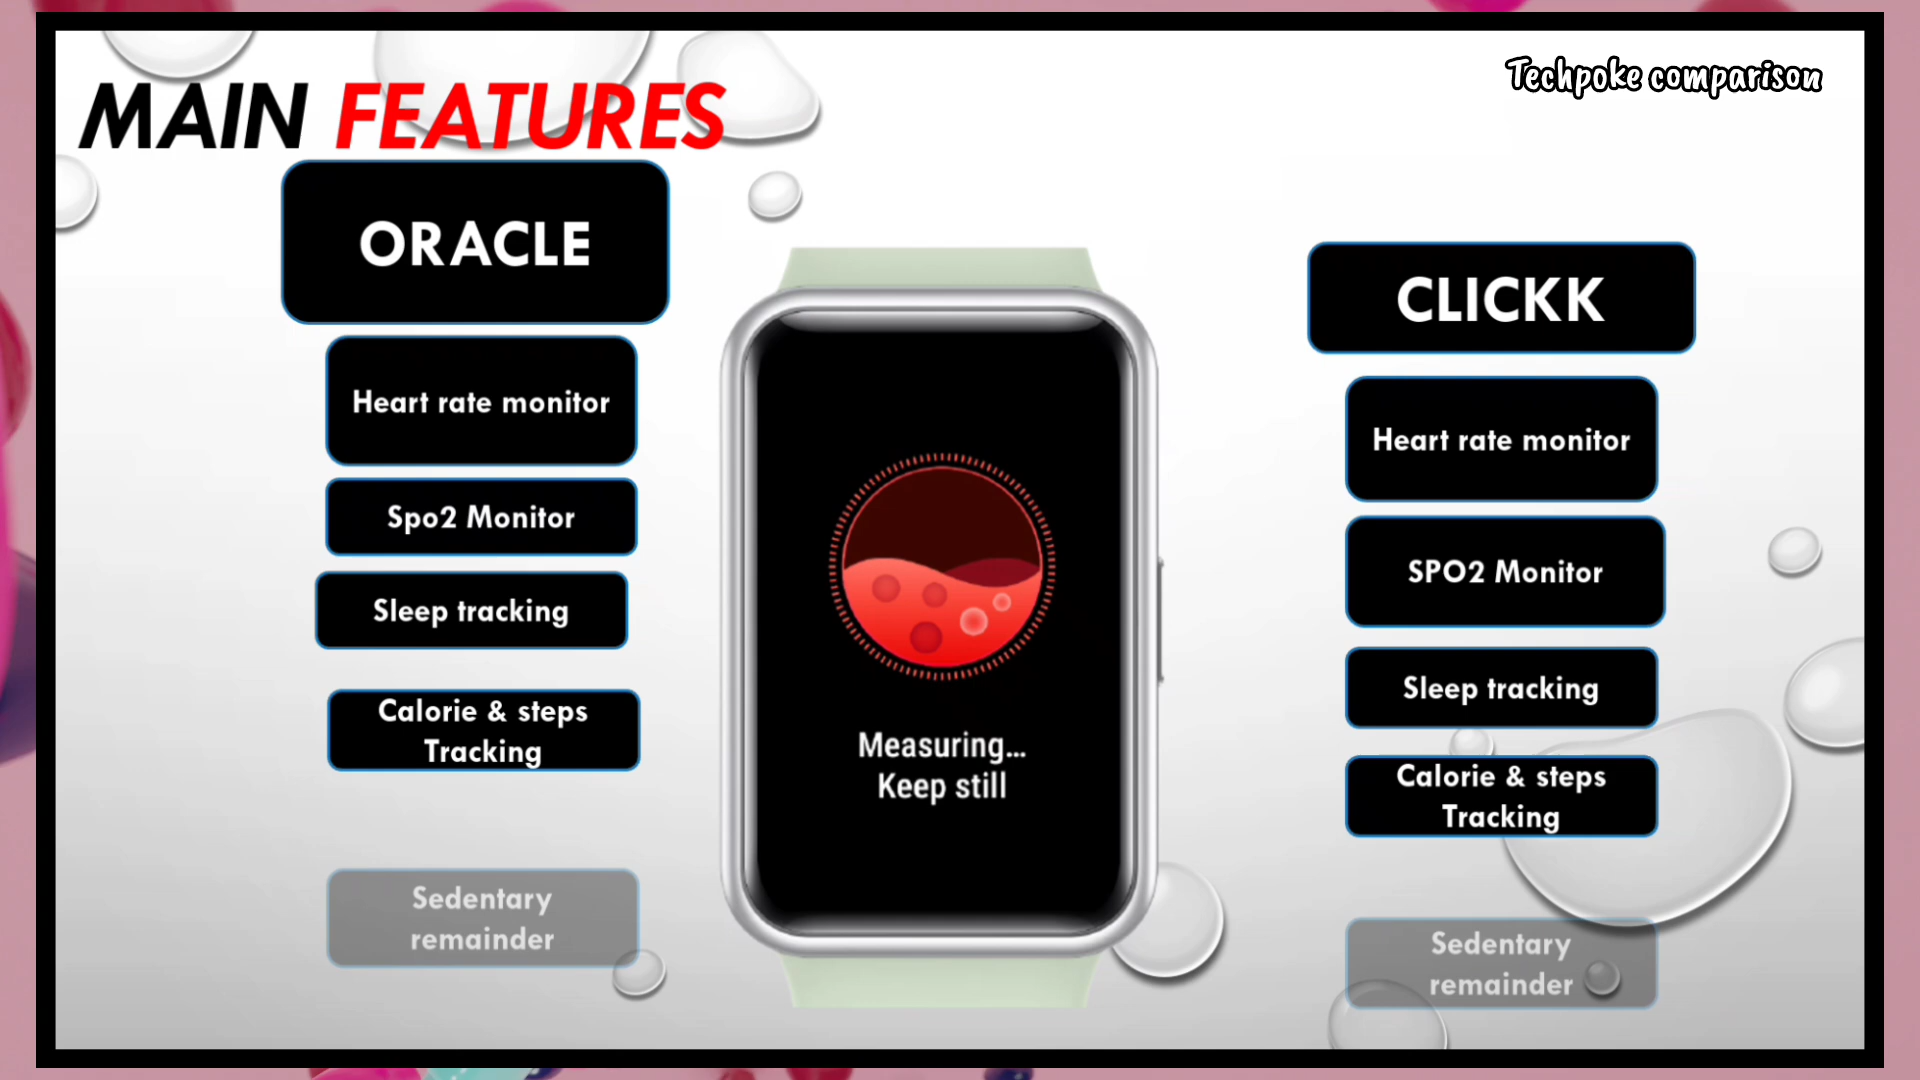 MAIN FEATURES
Techpoke comparison
ORACLE
Heart rate monitor
Spo2 Monitor
Sleep tracking
Calorie & steps
Tracking
Sedentary
remainder
Measuring...
Keep still
CLICKK
Heart rate monitor
SPO2 Monitor
Sleep tracking
Calorie & steps
Tracking
Sedentary
remainder